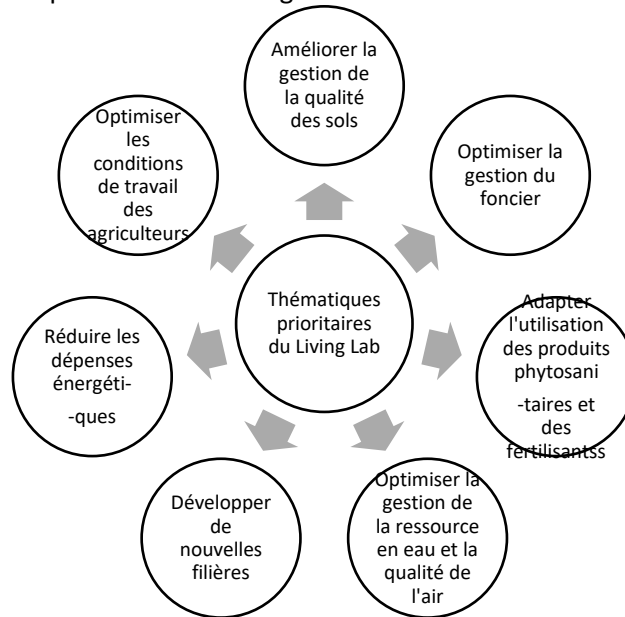 Améliorer la
gestion de
la qualité
des sols
Optimiser la
gestion du
foncier
Adapter
l'utilisation
des produits
phytosani
-taires et
des
fertilisantss
Optimiser la
gestion de
la ressource
en eau et la
qualité de
l'air
Développer
de
nouvelles
filières
Réduire les
dépenses
énergéti-
-ques
Optimiser
les
conditions
de travail
des
agriculteurs
Thématiques
prioritaires
du Living Lab